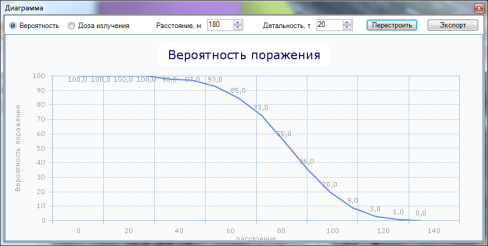 Диаграмма
Вероятность Доза излучения Расстояние, м 180 Детальность, т 20 Перестроить Экспорт
Вероятность поражения
Вероятность поражения
100
90
80
70
60
50
40
30
20
10
0
100,0 100,0 100,0 100,0 98,0 97,0 93,0
85,0
73,0
55,0
36,0
20,0
9,0
3,0
1,0
0,0
0 20 40 60 80 100 120 140
расстояние